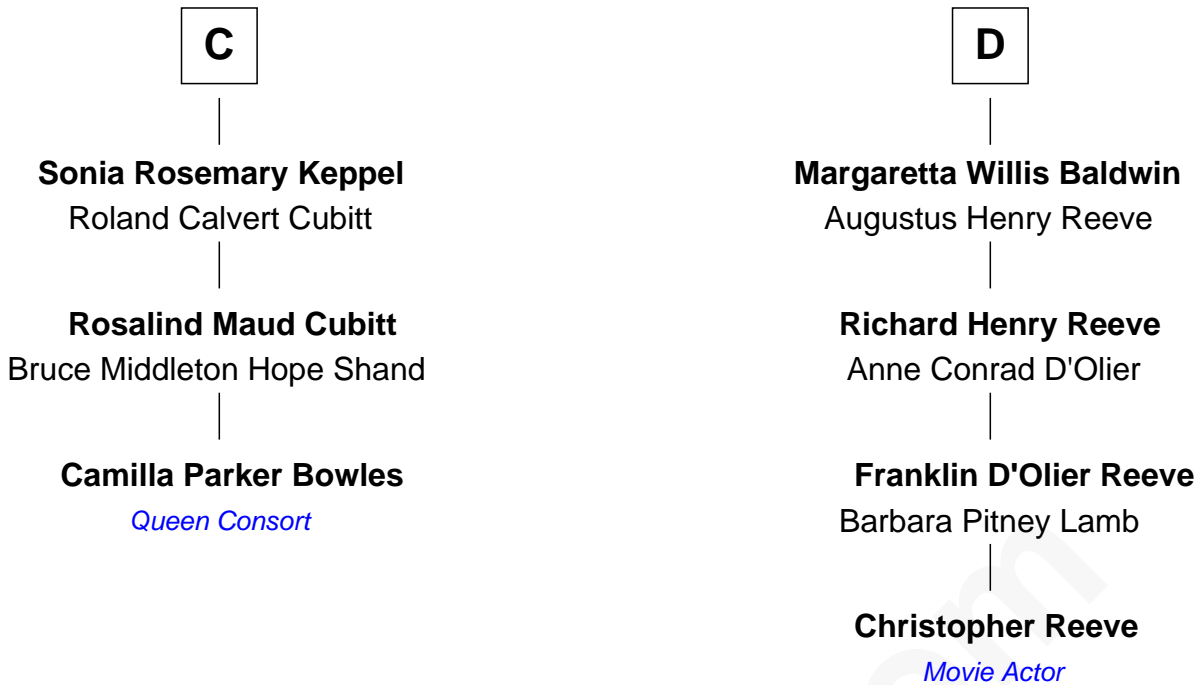 C
Sonia Rosemary Keppel
Roland Calvert Cubitt
Rosalind Maud Cubitt
Bruce Middleton Hope Shand
Camilla Parker Bowles
Queen Consort
D
Margaretta Willis Baldwin
Augustus Henry Reeve
Richard Henry Reeve
Anne Conrad D'Olier
Franklin D'Olier Reeve
Barbara Pitney Lamb
Christopher Reeve
Movie Actor